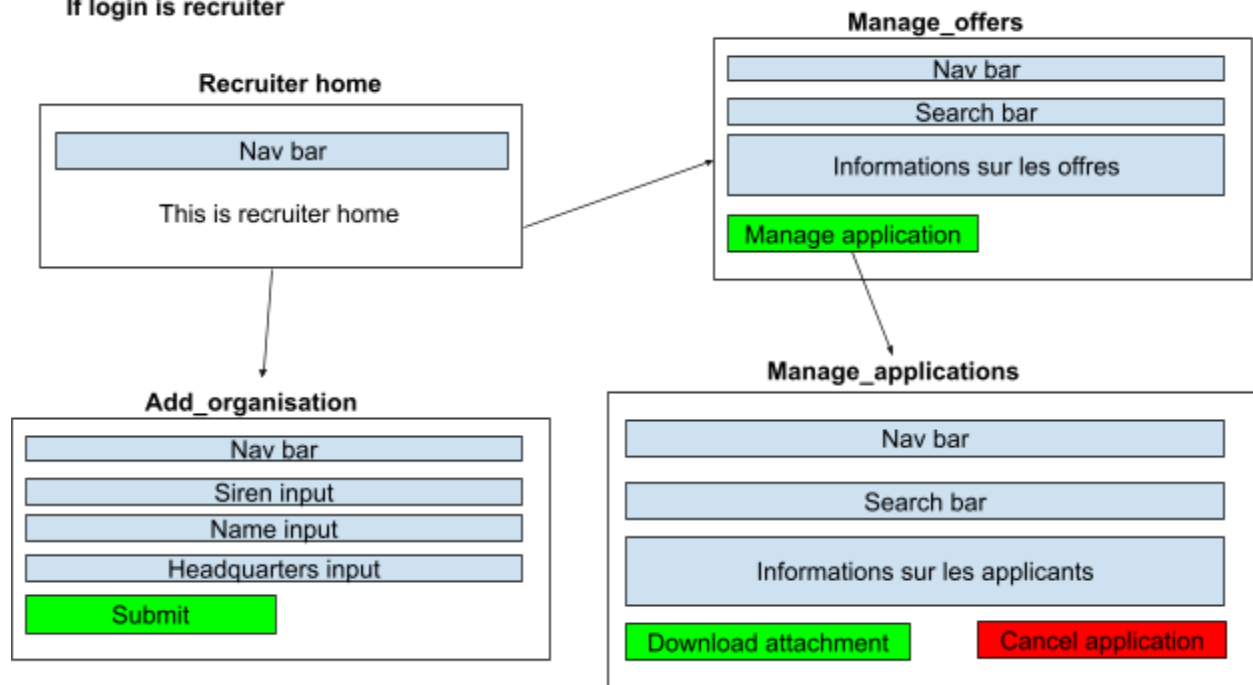 If login is recruiter
Recruiter home
Nav bar
This is recruiter home
Manage_offers
Nav bar
Search bar
Informations sur les offres
Manage application
Add_organisation
Nav bar
Siren input
Name input
Headquarters input
Submit
Manage_applications
Nav bar
Search bar
Informations sur les applicants
Download attachment
Cancel application